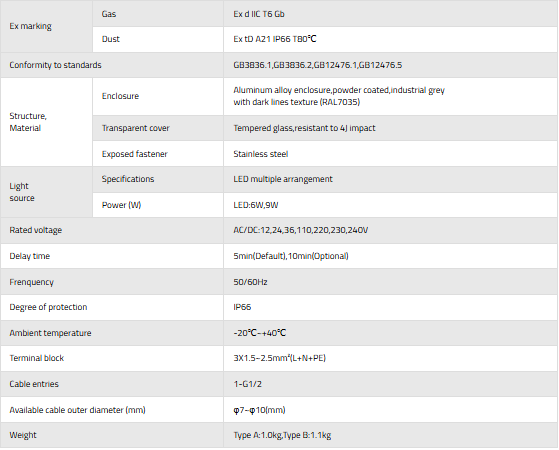 Ex marking
Gas
Ex d IIC T6 Gb
Dust
Ex tD A21 IP66 T80℃
Conformity to standards
GB3836.1,GB3836.2,GB12476.1,GB12476.5
Structure,
Material
Enclosure
Aluminum alloy enclosure,powder coated,industrial grey
with dark lines texture (RAL7035)
Transparent cover
Tempered glass,resistant to 4J impact
Exposed fastener
Stainless steel
Light
source
Specifications
LED multiple arrangement
Power (W)
LED:6W,9W
Rated voltage
AC/DC:12,24,36,110,220,230,240V
Delay time
5min(Default),10min(Optional)
Frenquency
50/60Hz
Degree of protection
IP66
Ambient temperature
-20℃~+40℃
Terminal block
3X1.5~2.5mm²(L+N+PE)
Cable entries
1-G1/2
Available cable outer diameter (mm)
φ7~φ10(mm)
Weight
Type A:1.0kg,Type B:1.1kg